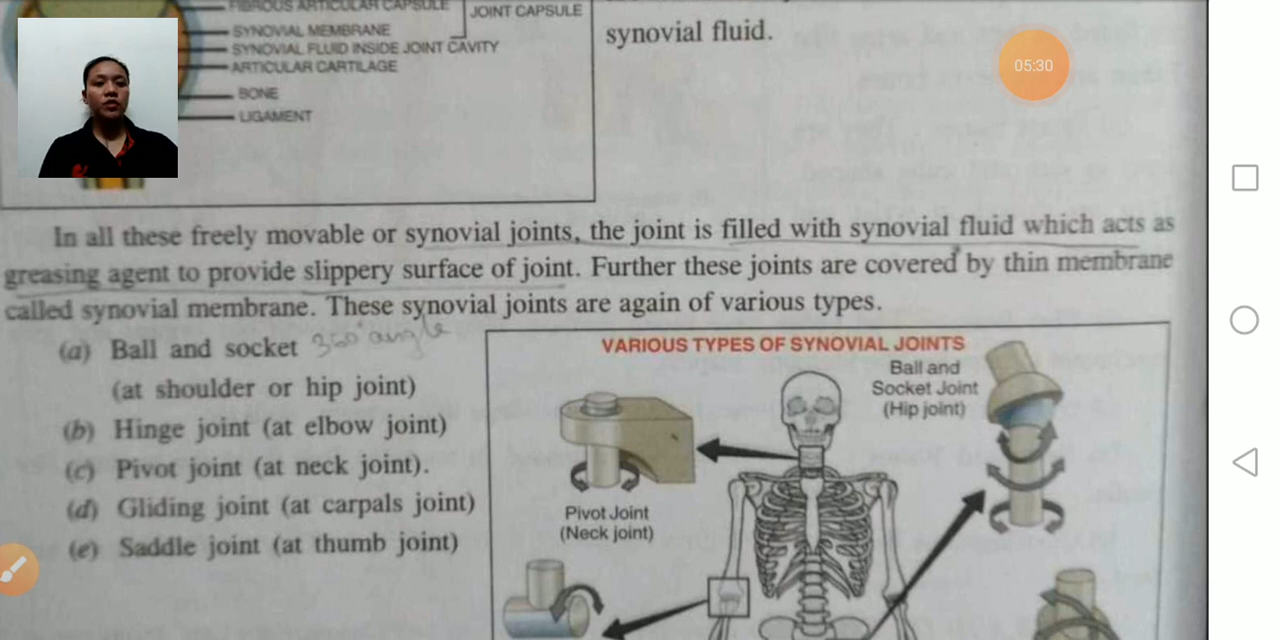 FIBROUS ARTICULAR CAPSULE
JOINT CAPSULE
SYNOVIAL MEMBRANE
SYNOVIAL FLUID INSIDE JOINT CAVITY
ARTICULAR CARTILAGE
BONE
LIGAMENT
synovial fluid.
05:30
In all these freely movable or synovial joints, the joint is filled with synovial fluid which acts as
greasing agent to provide slippery surface of joint. Further these joints are covered by thin membrane
called synovial membrane. These synovial joints are again of various types.
(a) Ball and socket 360° angle
(at shoulder or hip joint)
(b) Hinge joint (at elbow joint)
(c) Pivot joint (at neck joint).
(d) Gliding joint (at carpals joint)
(e) Saddle joint (at thumb joint)
VARIOUS TYPES OF SYNOVIAL JOINTS
Ball and
Socket Joint
(Hip joint)
Pivot Joint
(Neck joint)